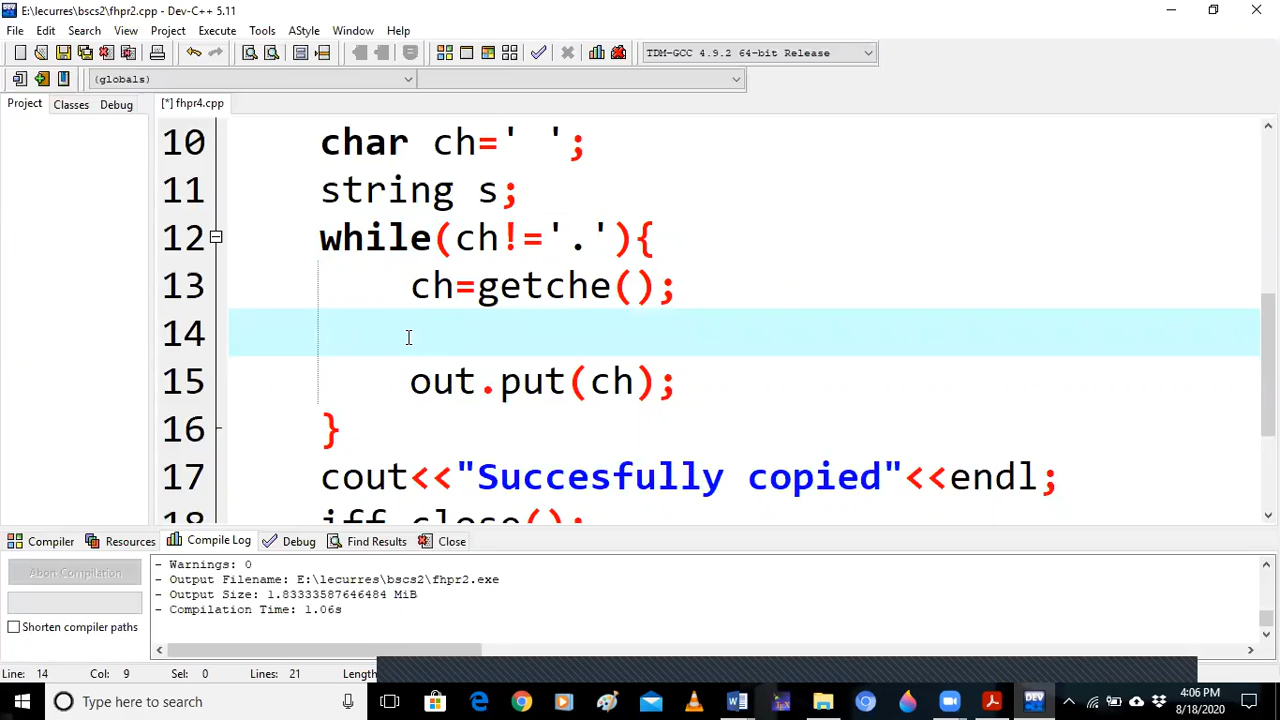 E:\lecurres\bscs2\fhpr2.cpp - Dev-C++ 5.11
File Edit Search View Project Execute Tools AStyle Window Help
TDM-GCC 4.9.2 64-bit Release
(globals)
Project Classes Debug [*] fhpr4.cpp
10 char ch=' ';
11 string s;
12 while(ch!='.'){
13 ch=getche();
14
15 out.put(ch);
16 }
17 cout<<"Succesfully copied"<<endl;
18 iff.close();
Compiler Resources Compile Log Debug Find Results Close
Abort Compilation
Shorten compiler paths
- Warnings: 0
- Output Filename: E:\lecurres\bscs2\fhpr2.exe
- Output Size: 1.83333587646484 MiB
- Compilation Time: 1.06s
Line: 14 Col: 9 Sel: 0 Lines: 21 Length
Type here to search
DEV
4:06 PM
8/18/2020